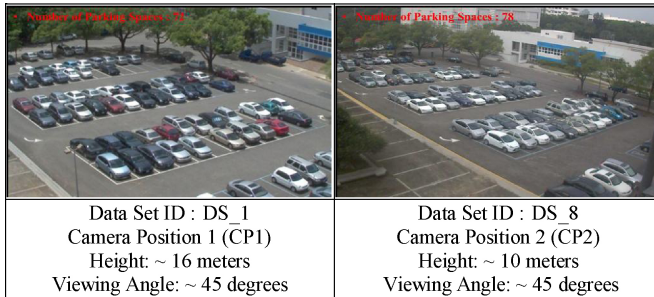 • Number of Parking Spaces : 72
• Number of Parking Spaces : 78
Data Set ID : DS_1
Camera Position 1 (CP1)
Height: ~ 16 meters
Viewing Angle: ~ 45 degrees
Data Set ID : DS_8
Camera Position 2 (CP2)
Height: ~ 10 meters
Viewing Angle: ~ 45 degrees